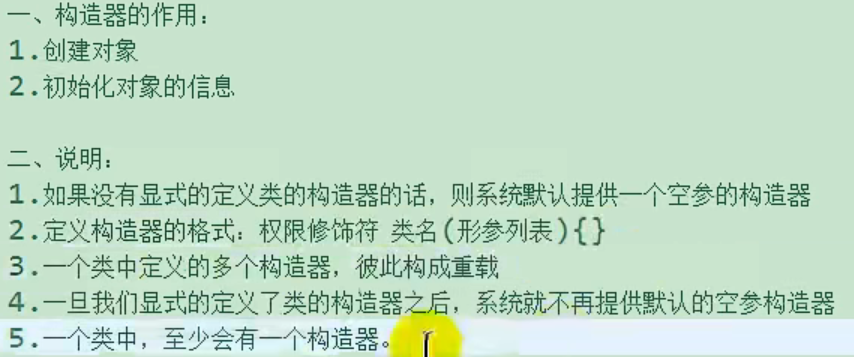 一、构造器的作用：
1.创建对象
2.初始化对象的信息
二、说明：
1.如果没有显式的定义类的构造器的话，则系统默认提供一个空参的构造器
2.定义构造器的格式：权限修饰符 类名(形参列表){}
3.一个类中定义的多个构造器，彼此构成重载
4.一旦我们显式的定义了类的构造器之后，系统就不再提供默认的空参构造器
5.一个类中，至少会有一个构造器。